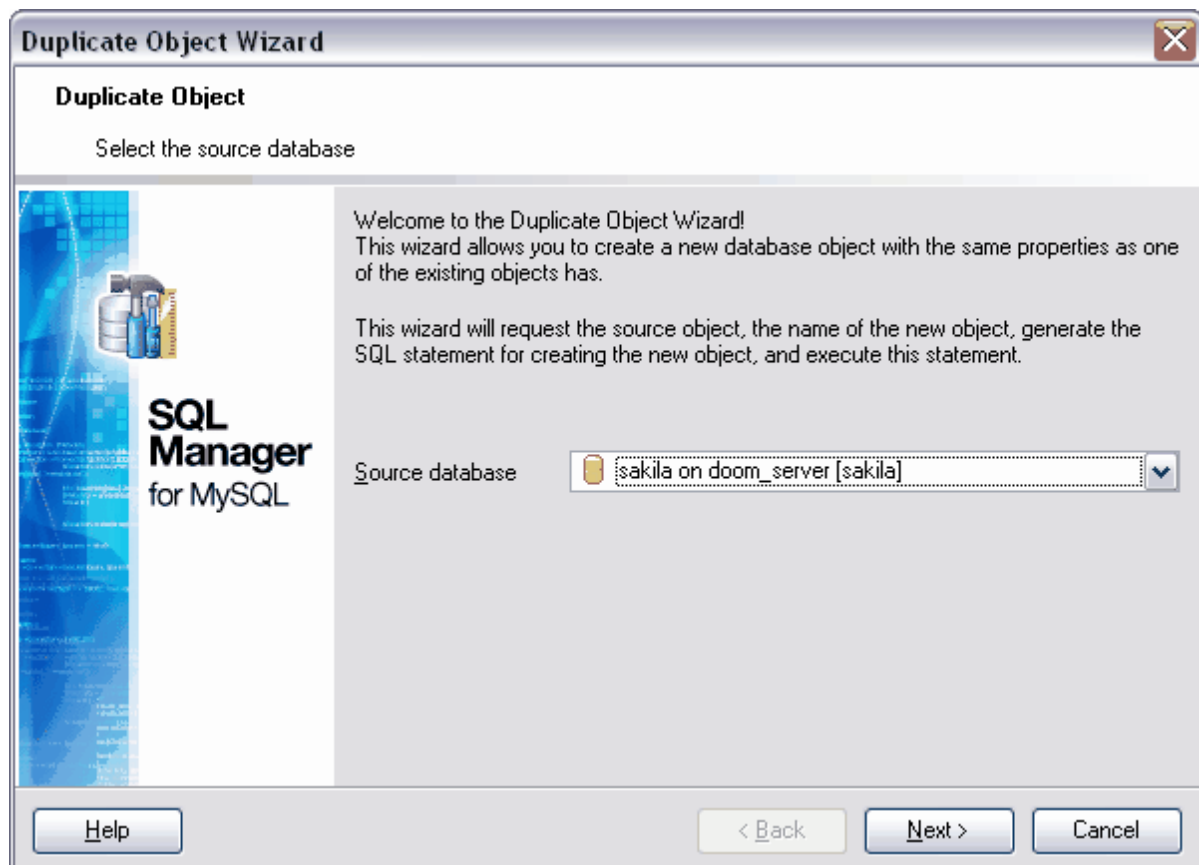 Duplicate Object Wizard
Duplicate Object
Select the source database
Welcome to the Duplicate Object Wizard!
This wizard allows you to create a new database object with the same properties as one
of the existing objects has.
This wizard will request the source object, the name of the new object, generate the
SQL statement for creating the new object, and execute this statement.
SQL
Manager
for MySQL
Source database
sakila on doom_server [sakila]
Help
< Back
Next >
Cancel